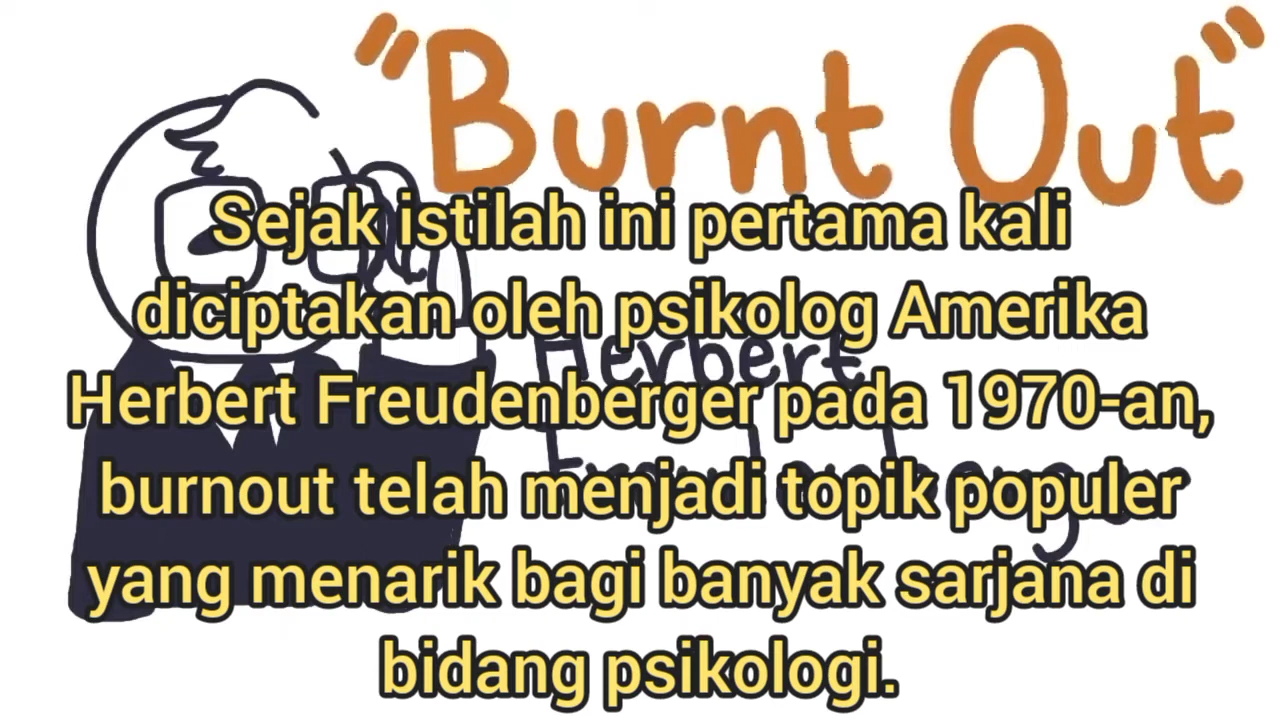 "Burnt Out"
Sejak istilah ini pertama kali
diciptakan oleh psikolog Amerika
Herbert
Herbert Freudenberger pada 1970-an,
burnout telah menjadi topik populer
yang menarik bagi banyak sarjana di
bidang psikologi.